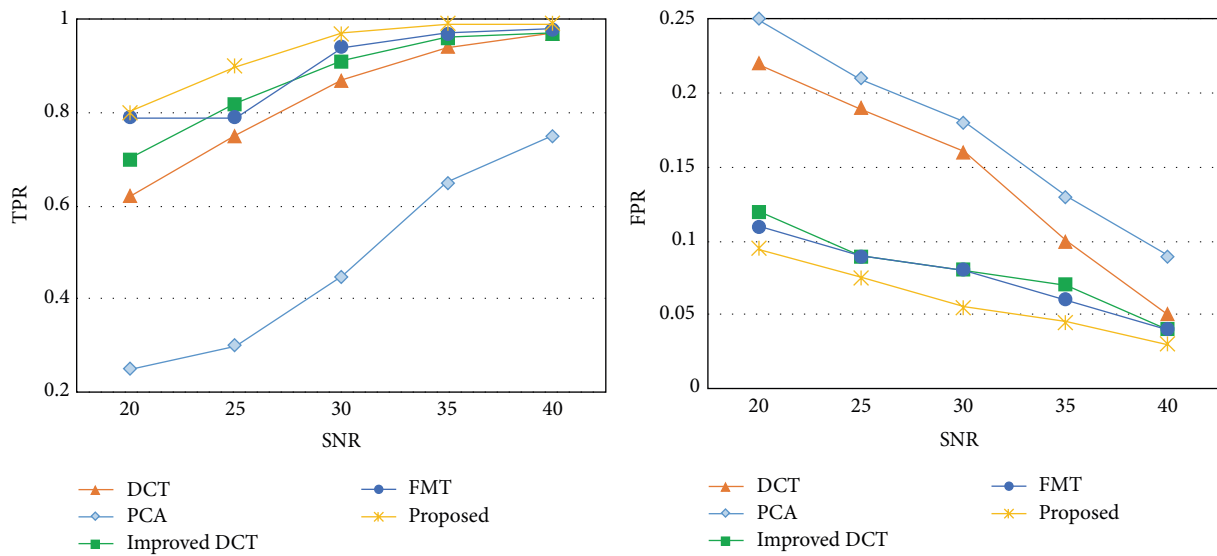 1
0.8
0.6
0.4
0.2
TPR
20 25 30 35 40
SNR
DCT
PCA
Improved DCT
FMT
Proposed
0.25
0.2
0.15
0.1
0.05
0
FPR
20 25 30 35 40
SNR
DCT
PCA
Improved DCT
FMT
Proposed